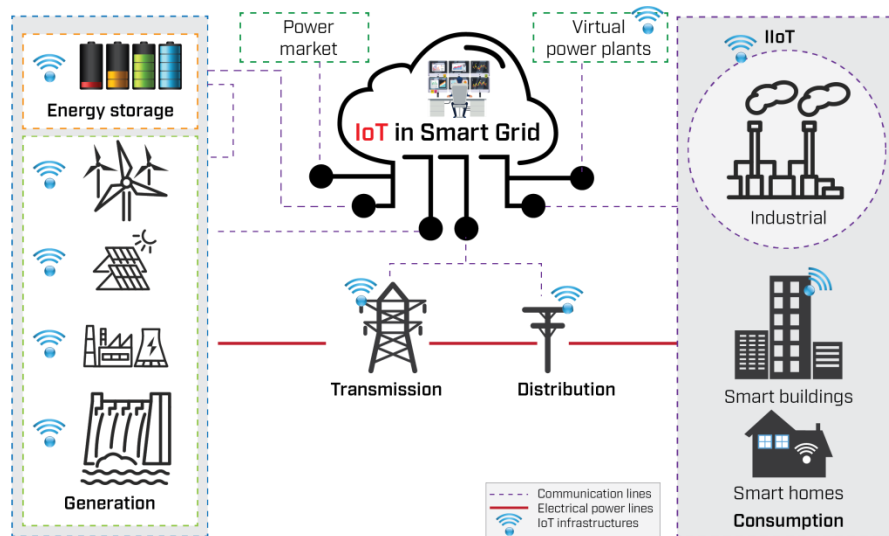 Power
market
Virtual
power plants
IIoT
Energy storage
IoT in Smart Grid
Industrial
Transmission
Distribution
Smart buildings
Generation
Smart homes
Consumption
Communication lines
Electrical power lines
IoT infrastructures